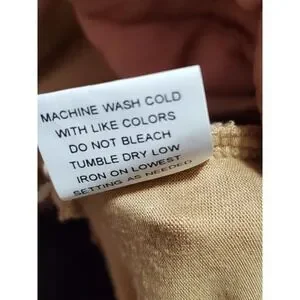 MACHINE WASH COLD
WITH LIKE COLORS
DO NOT BLEACH
TUMBLE DRY LOW
IRON ON LOWEST
SETTING AS NEEDED